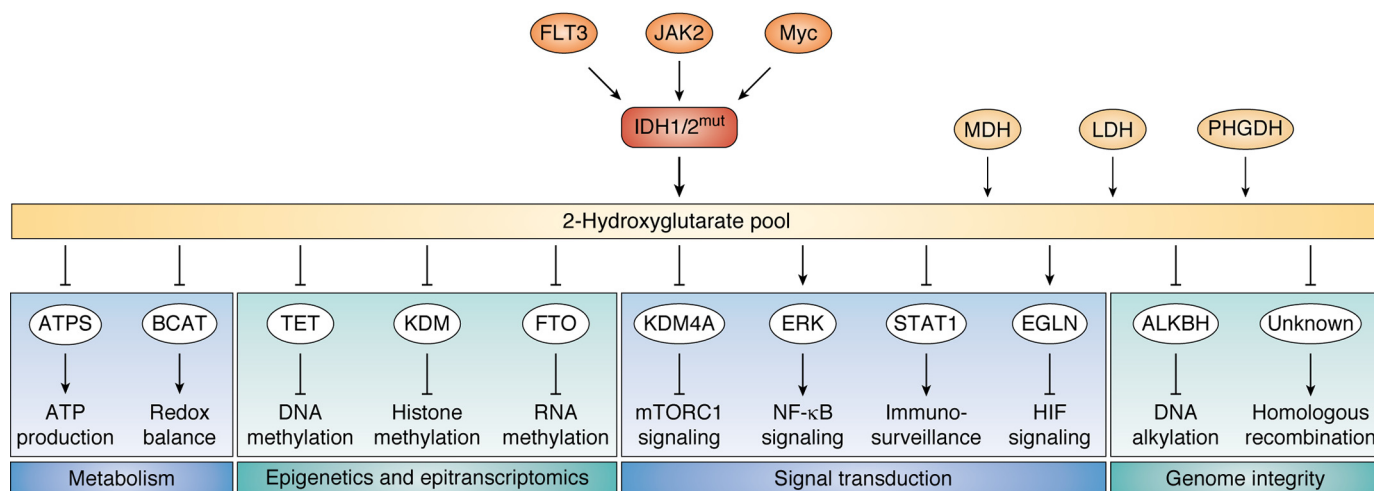 FLT3 JAK2 Myc
IDH1/2mut
MDH LDH PHGDH
2-Hydroxyglutarate pool
ATPS BCAT TET KDM FTO KDM4A ERK STAT1 EGLN ALKBH Unknown
ATP Redox DNA Histone RNA mTORC1 NF-κB Immuno- HIF DNA Homologous
production balance methylation methylation methylation signaling signaling surveillance signaling alkylation recombination
Metabolism Epigenetics and epitranscriptomics Signal transduction Genome integrity